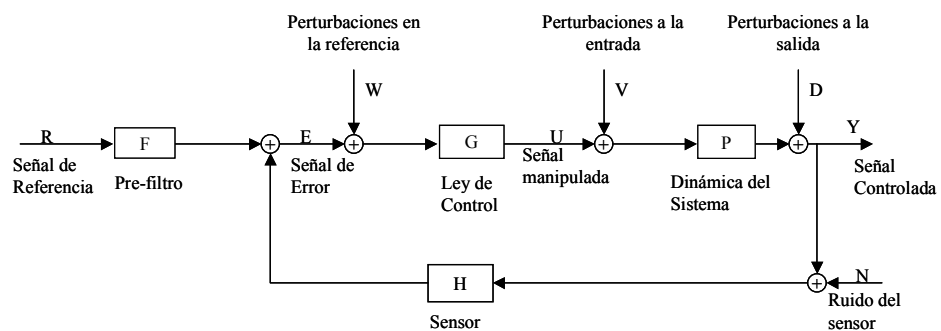 Perturbaciones en
la referencia
Perturbaciones a la
entrada
Perturbaciones a la
salida
W
V
D
R
F
+
E
+
G
U
+
P
+
Y
Señal de
Referencia
Pre-filtro
Señal de
Error
Ley de
Control
Señal
manipulada
Dinámica del
Sistema
Señal
Controlada
H
+
N
Sensor
Ruido del
sensor